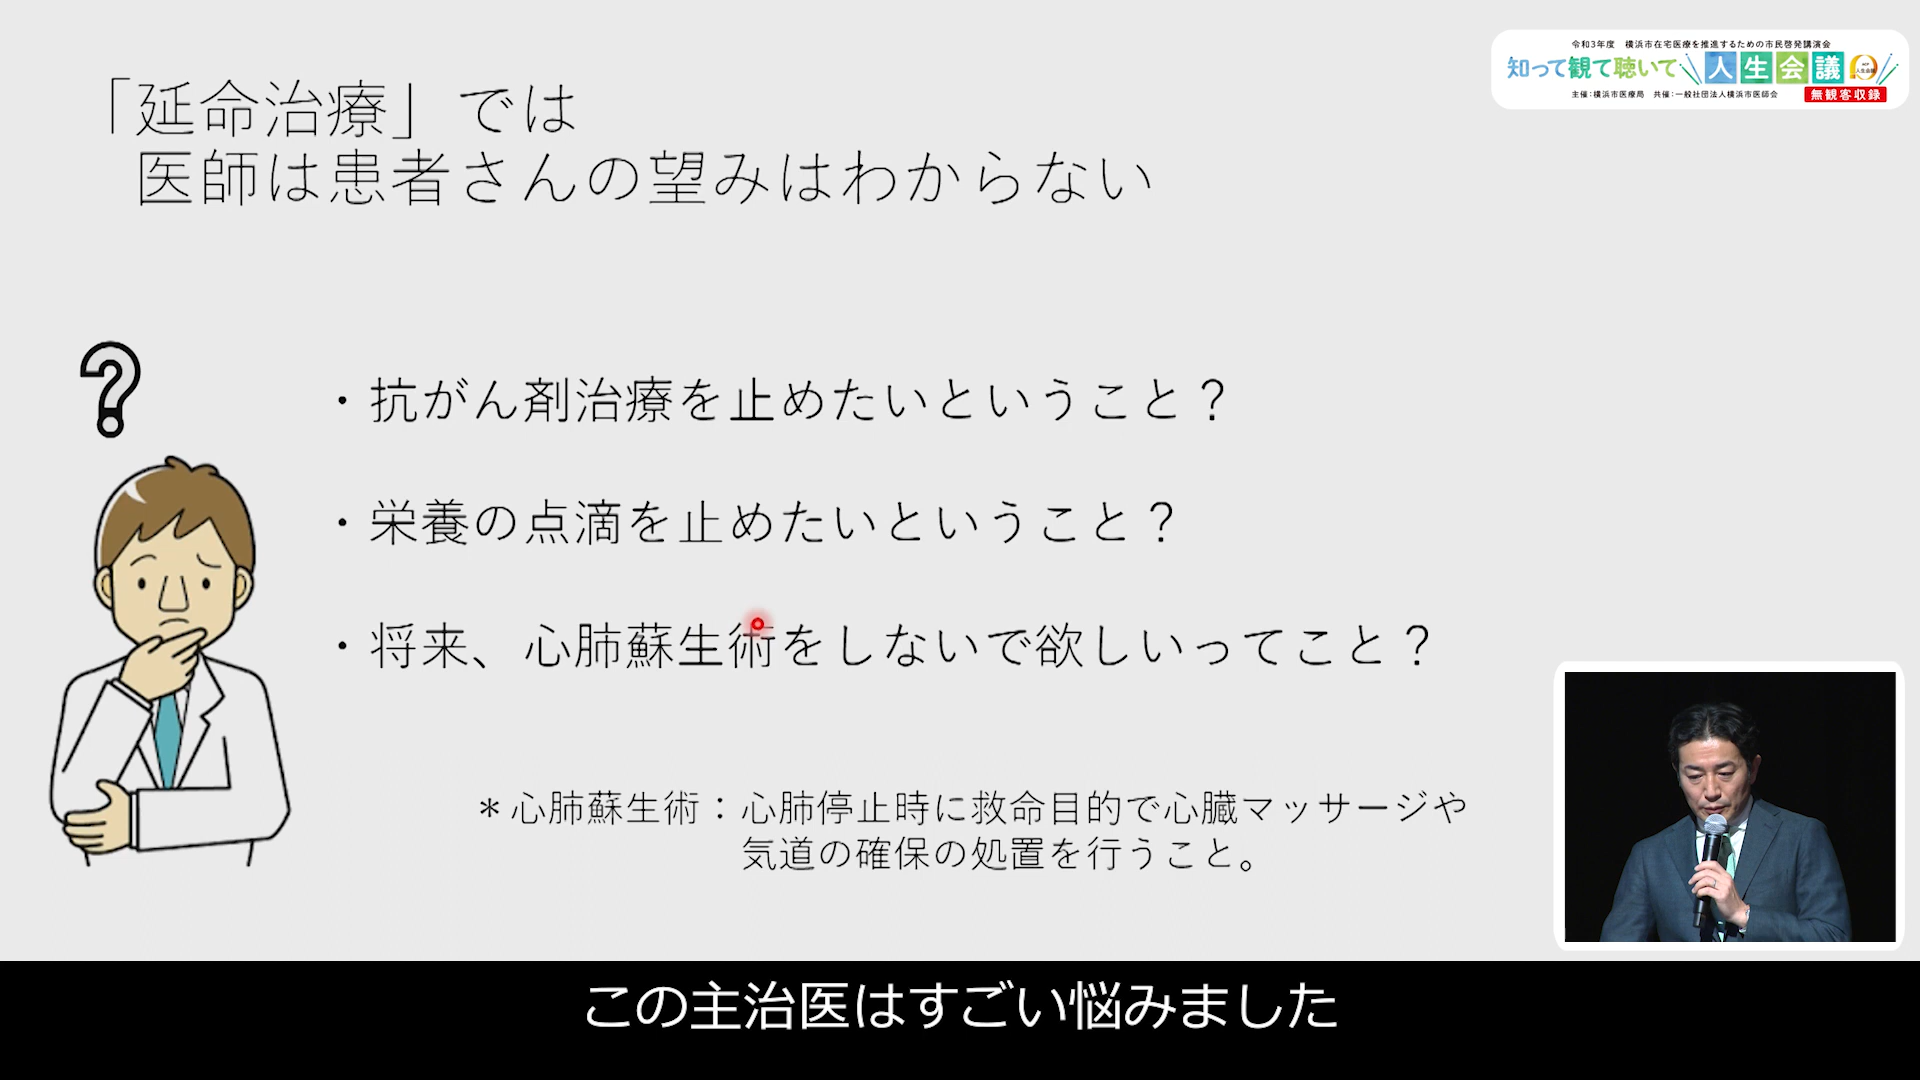 令和3年度 横浜市在宅医療を推進するための市民啓発講演会
知って観て聴いて 人生会議
主催:横浜市医療局 共催:一般社団法人横浜市医師会
無観客収録
「延命治療」では
医師は患者さんの望みはわからない
?
・抗がん剤治療を止めたいということ?
・栄養の点滴を止めたいということ?
・将来、心肺蘇生術をしないで欲しいってこと?
＊心肺蘇生術：心肺停止時に救命目的で心臓マッサージや
気道の確保の処置を行うこと。
この主治医はすごい悩みました